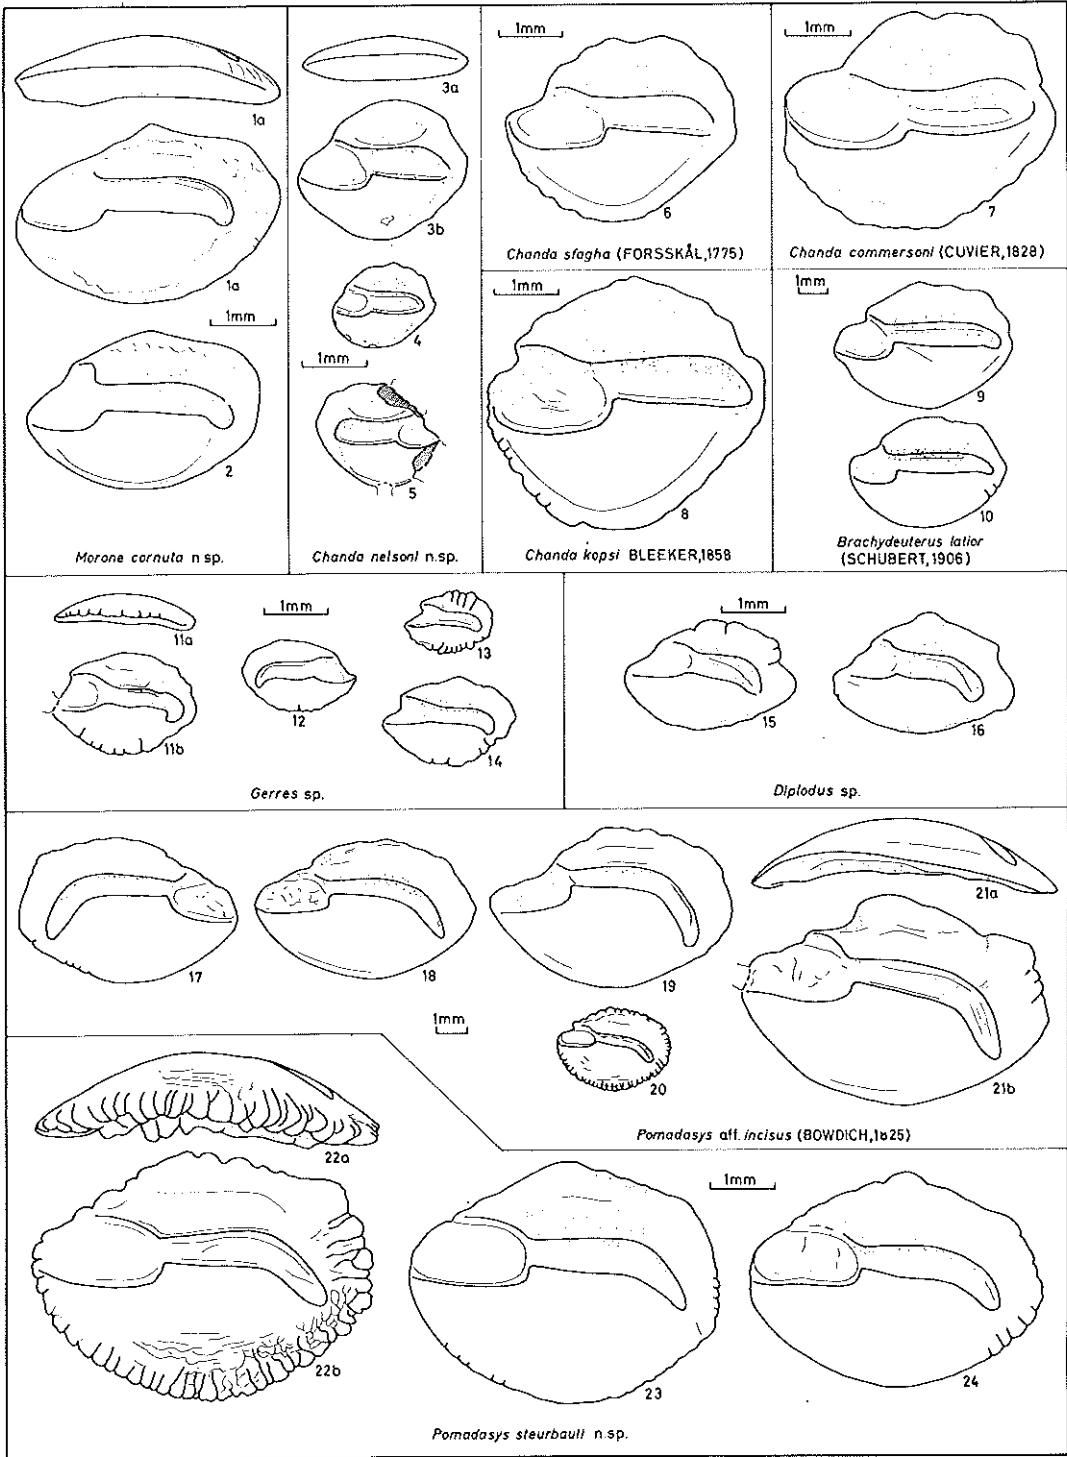 1a
1a
1mm
2
Morone cornuta n.sp.
3a
3b
4
1mm
5
Chanda nelsoni n.sp.
1mm
6
Chanda sfagha (FORSSKÅL,1775)
1mm
7
Chanda commersoni (CUVIER,1828)
1mm
8
Chanda kopsi BLEEKER,1858
1mm
9
10
Brachydeuterus latior
(SCHUBERT,1906)
11a
11b
1mm
12
13
14
Gerres sp.
1mm
15
16
Diplodus sp.
17
18
19
1mm
20
21a
21b
Pomadasys aff. incisus (BOWDICH,1825)
22a
22b
1mm
23
24
Pomadasys steurbauti n.sp.